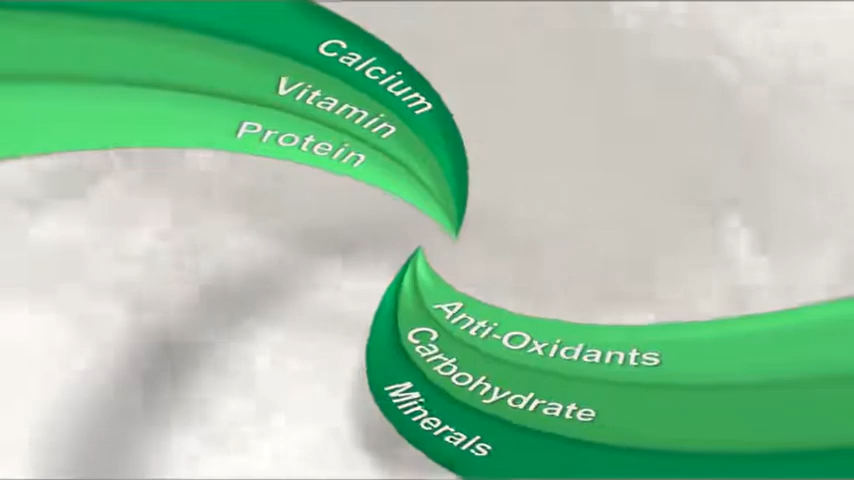 Calcium
Vitamin
Protein
Anti-Oxidants
Carbohydrate
Minerals